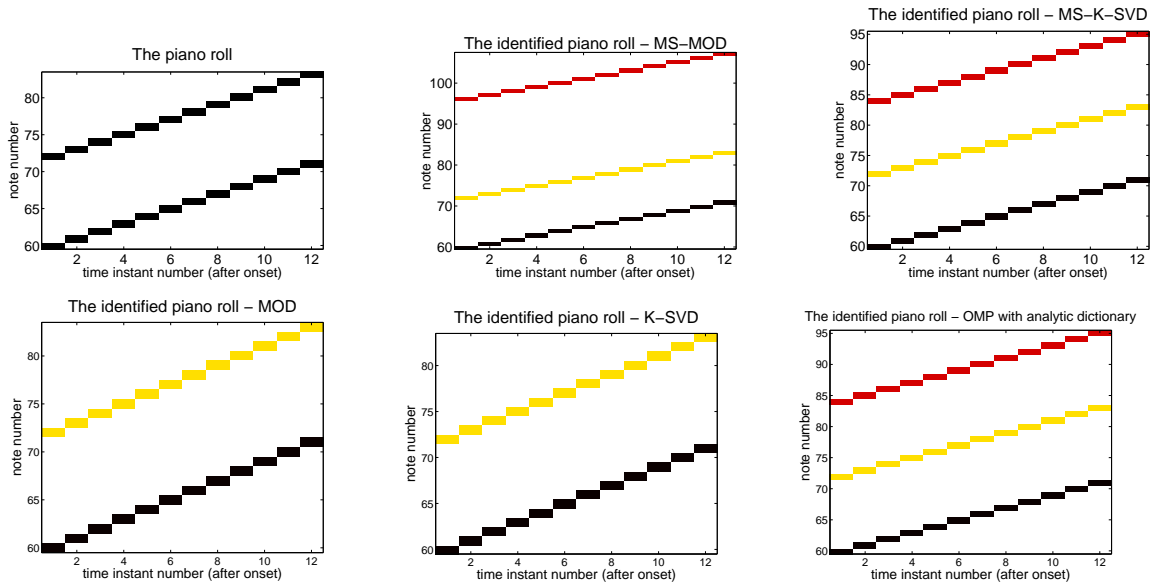 The piano roll
80
75
70
65
60
note number
2 4 6 8 10 12
time instant number (after onset)
The identified piano roll – MS–MOD
100
90
80
70
60
note number
2 4 6 8 10 12
time instant number (after onset)
The identified piano roll – MS–K–SVD
95
90
85
80
75
70
65
60
note number
2 4 6 8 10 12
time instant number (after onset)
The identified piano roll – MOD
80
75
70
65
60
note number
2 4 6 8 10 12
time instant number (after onset)
The identified piano roll – K–SVD
80
75
70
65
60
note number
2 4 6 8 10 12
time instant number (after onset)
The identified piano roll – OMP with analytic dictionary
95
90
85
80
75
70
65
60
note number
2 4 6 8 10 12
time instant number (after onset)